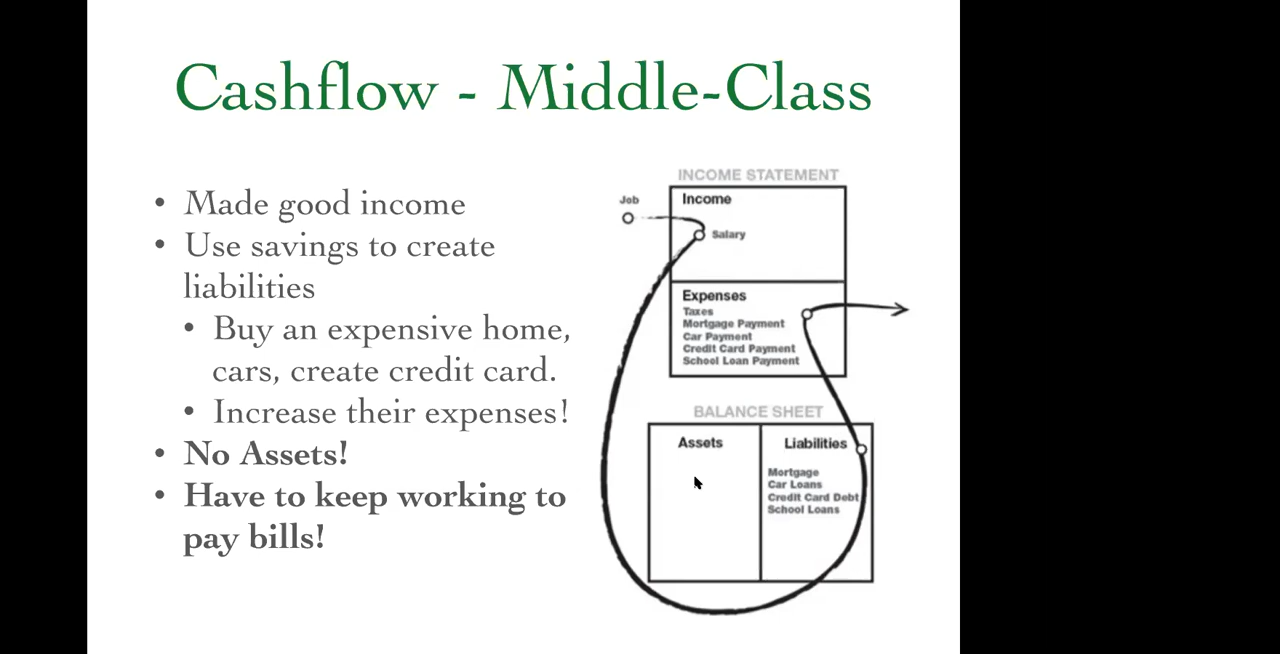 Cashflow - Middle-Class
• Made good income
• Use savings to create
liabilities
• Buy an expensive home,
cars, create credit card.
• Increase their expenses!
• No Assets!
• Have to keep working to
pay bills!
INCOME STATEMENT
Job
Income
Salary
Expenses
Taxes
Mortgage Payment
Car Payment
Credit Card Payment
School Loan Payment
BALANCE SHEET
Assets
Liabilities
Mortgage
Car Loans
Credit Card Debt
School Loans